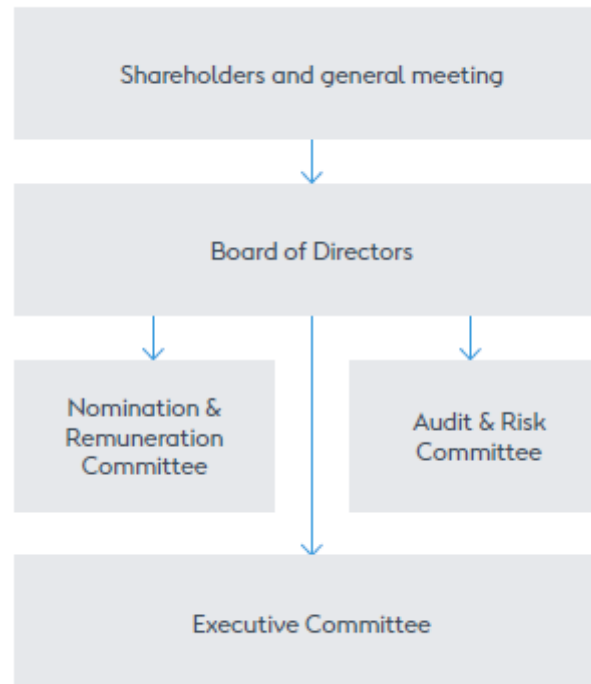 Shareholders and general meeting
Board of Directors
Nomination &
Remuneration
Committee
Audit & Risk
Committee
Executive Committee